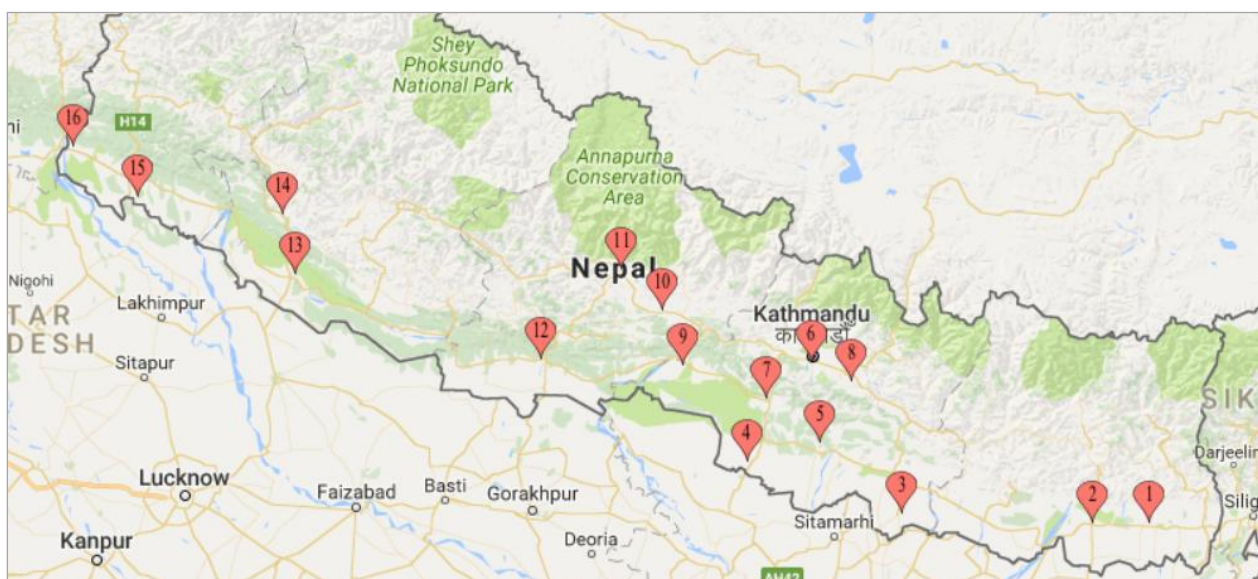 Shey
Phoksundo
National Park
16
H14
ni
15
Annapurna
Conservation
Area
14
11
13
Nepal
10
Nigohi
Lakhimpur
TAR
DESH
Kathmandu
12
9
6
8
Sitapur
7
5
4
SIK
Darjeelin
Lucknow
Faizabad
Basti
Gorakhpur
3
2
1
Sitamarhi
Silig
Kanpur
Deoria
AH42